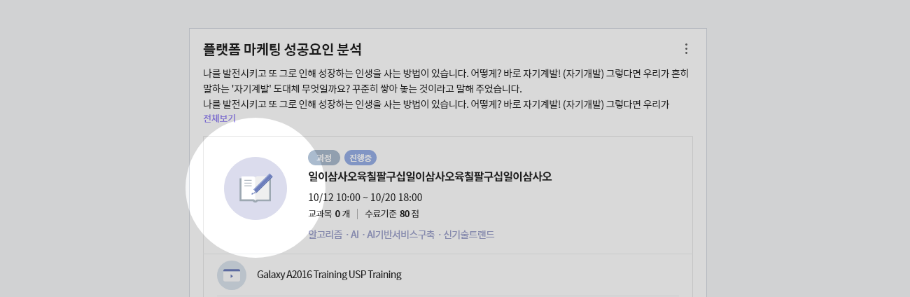 플랫폼 마케팅 성공요인 분석
나를 발전시키고 또 그로 인해 성장하는 인생을 사는 방법이 있습니다. 어떻게? 바로 자기계발! (자기개발) 그렇다면 우리가 흔히
말하는 '자기계발' 도대체 무엇일까요? 꾸준히 쌓아 놓는 것이라고 말해 주었습니다.
나를 발전시키고 또 그로 인해 성장하는 인생을 사는 방법이 있습니다. 어떻게? 바로 자기계발! (자기개발) 그렇다면 우리가
전체보기
과정 진행중
일이삼사오육칠팔구십일이삼사오육칠팔구십일이삼사오
10/12 10:00 ~ 10/20 18:00
교과목 0 개 | 수료기준 80 점
알고리즘 · AI · AI기반서비스구축 · 신기술트렌드
Galaxy A2016 Training USP Training